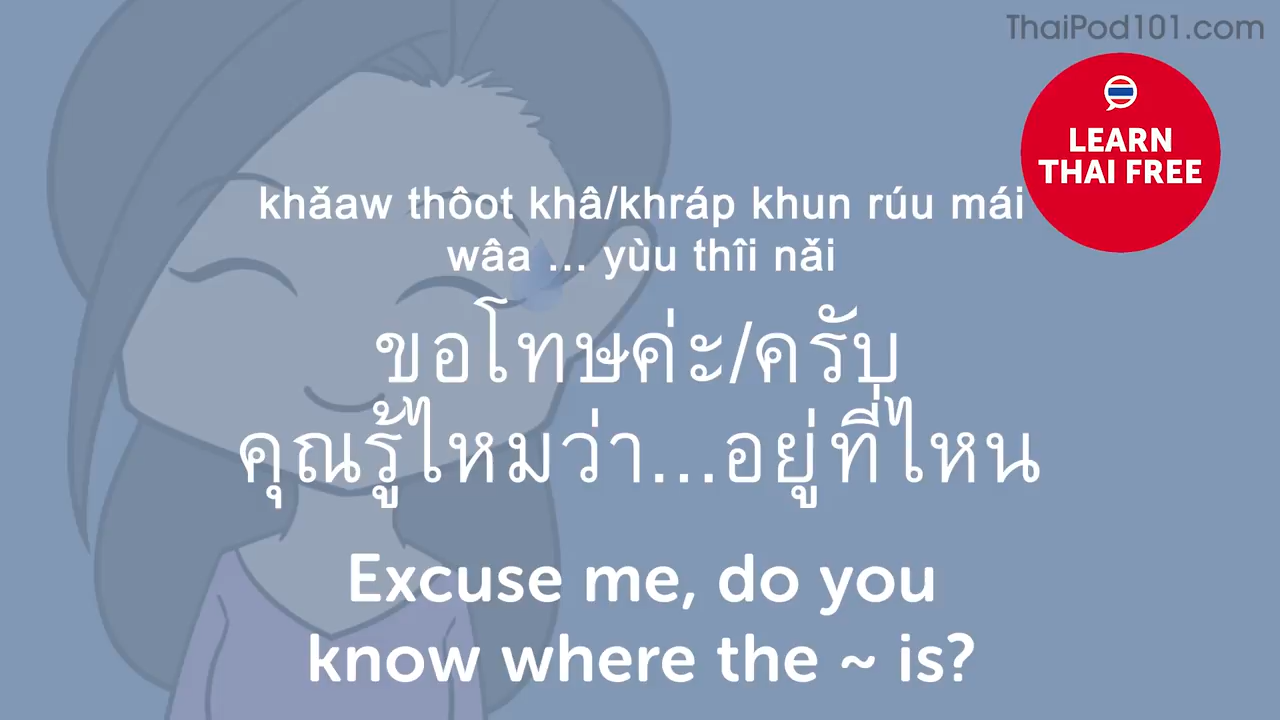 ThaiPod101.com
LEARN
THAI FREE
khǎaw thôot khâ/khráp khun rúu mái
wâa ... yùu thîi nǎi
ขอโทษค่ะ/ครับ
คุณรู้ไหมว่า...อยู่ที่ไหน
Excuse me, do you
know where the ~ is?